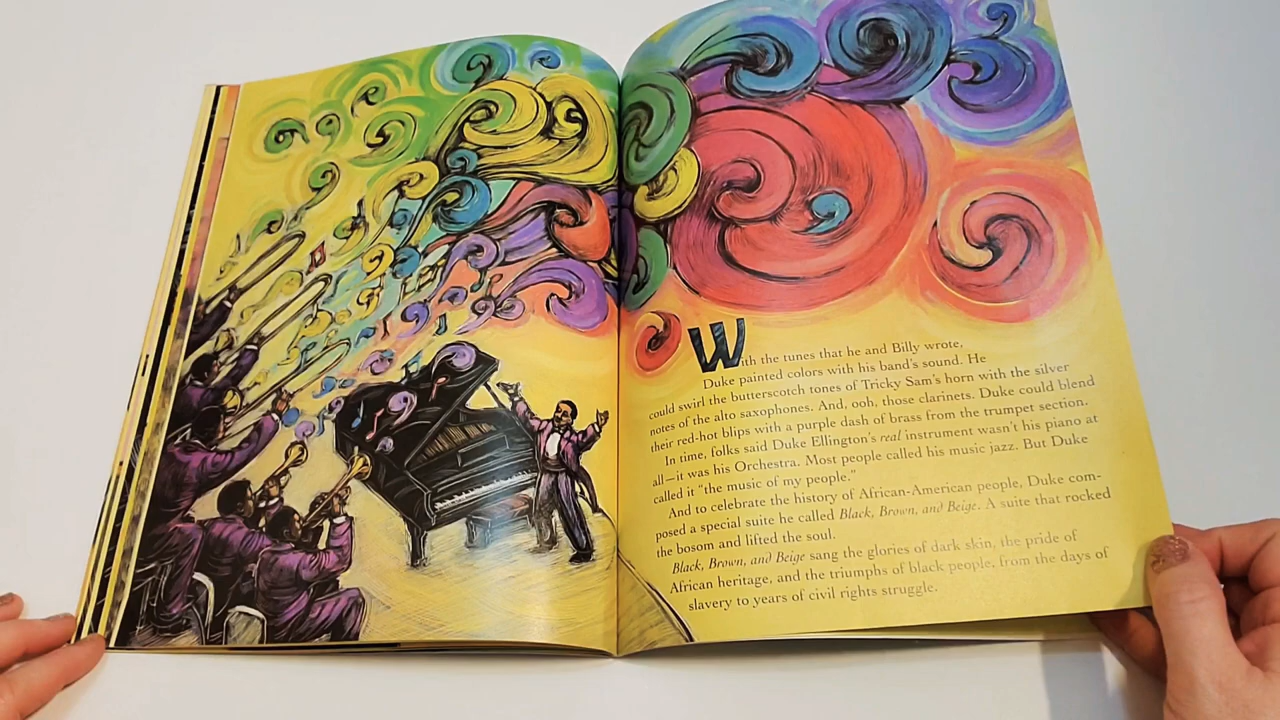 With the tunes that he and Billy wrote,
Duke painted colors with his band's sound. He
could swirl the butterscotch tones of Tricky Sam's horn with the silver
notes of the alto saxophones. And, ooh, those clarinets. Duke could blend
their red-hot blips with a purple dash of brass from the trumpet section.
In time, folks said Duke Ellington's real instrument wasn't his piano at
all—it was his Orchestra. Most people called his music jazz. But Duke
called it "the music of my people."
And to celebrate the history of African-American people, Duke com-
posed a special suite he called Black, Brown, and Beige. A suite that rocked
the bosom and lifted the soul.
Black, Brown, and Beige sang the glories of dark skin, the pride of
African heritage, and the triumphs of black people, from the days of
slavery to years of civil rights struggle.